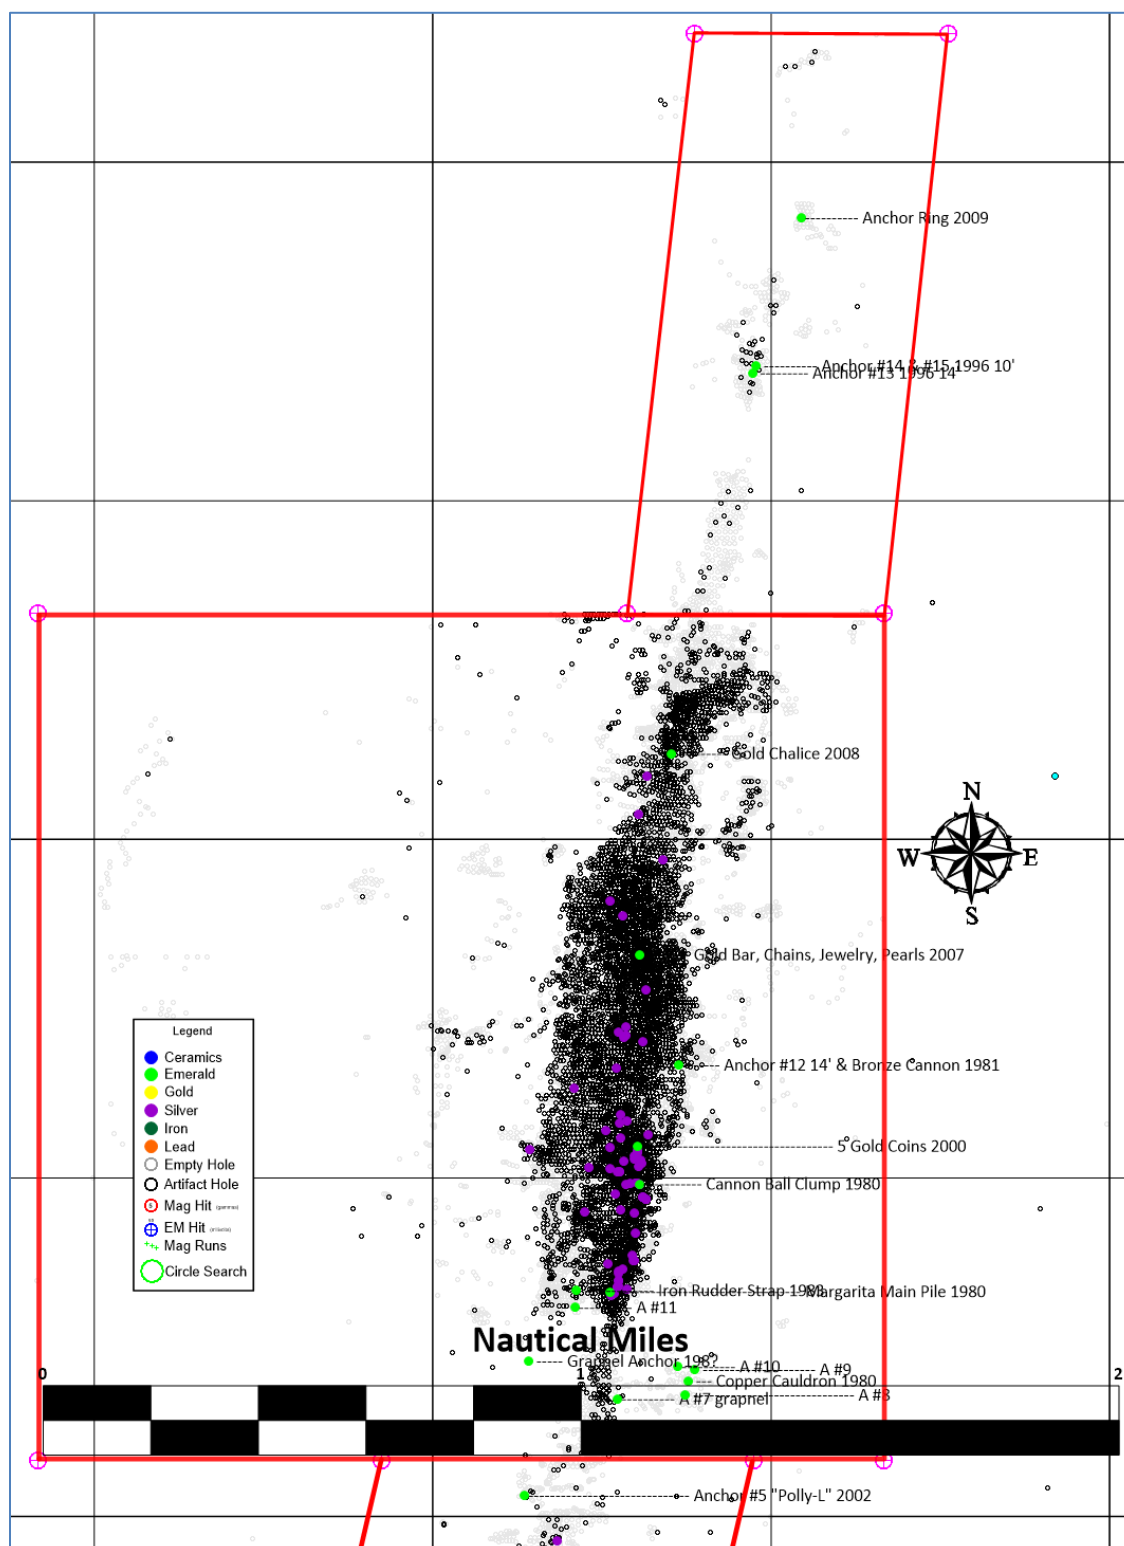 Anchor Ring 2009
Anchor #14 & #15 1996 10'
Anchor #13 1996 14'
Gold Chalice 2008
N
W
E
S
Gold Bar, Chains, Jewelry, Pearls 2007
Legend
Ceramics
Emerald
Gold
Silver
Iron
Lead
Empty Hole
Artifact Hole
Mag Hit (gammas)
EM Hit
Mag Runs
Circle Search
Anchor #12 14' & Bronze Cannon 1981
5 Gold Coins 2000
Cannon Ball Clump 1980
Iron Rudder Strap
Margarita Main Pile 1980
A #11
Nautical Miles
Grapnel Anchor 198?
A #10
A #9
0
1
2
Copper Cauldron 1980
A #7 grapnel
A #8
Anchor #5 "Polly-L" 2002